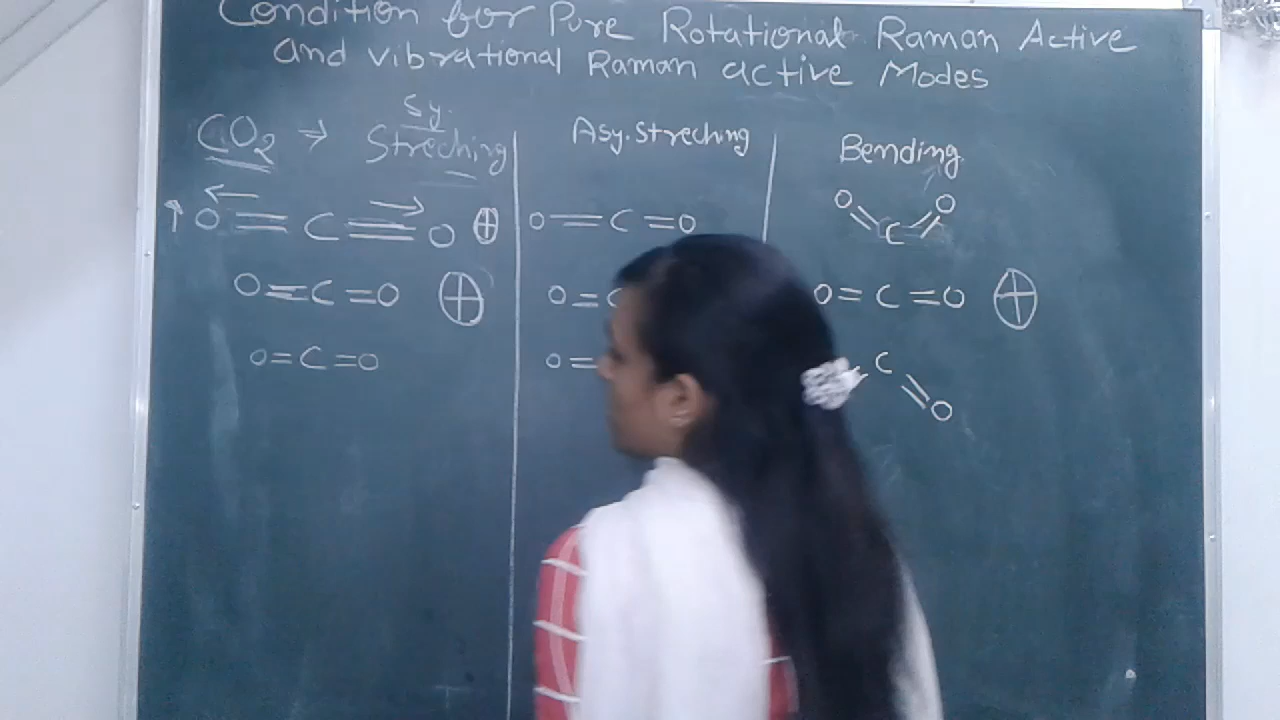 Condition for Pure Rotational Raman Active
and vibrational Raman active Modes
CO2 → Sy. Streching
Asy. Streching
Bending
O=C=O ⊕
O=C=O ⊕
O=C=O
O=C=O
O=C
O=
O=C=O
O=C=O ⊕
C=O